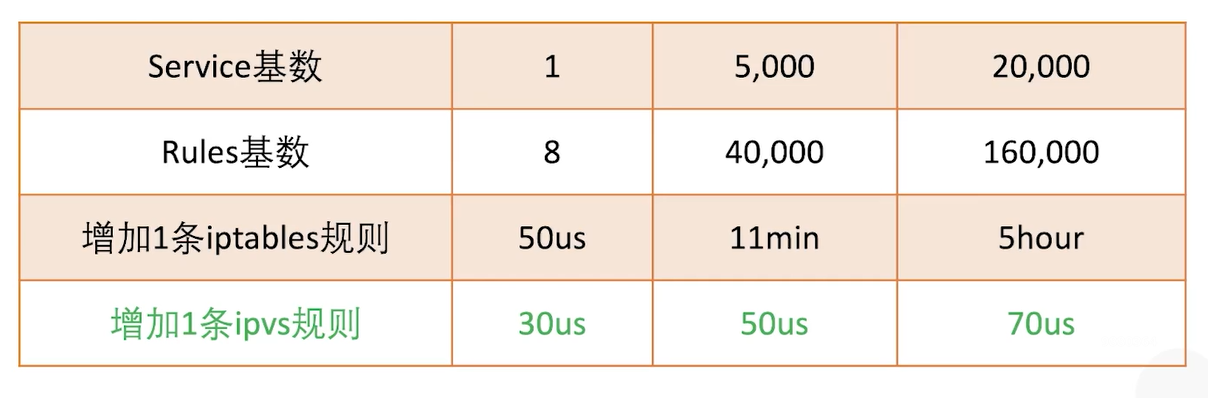 Service基数 1 5,000 20,000
Rules基数 8 40,000 160,000
增加1条iptables规则 50us 11min 5hour
增加1条ipvs规则 30us 50us 70us